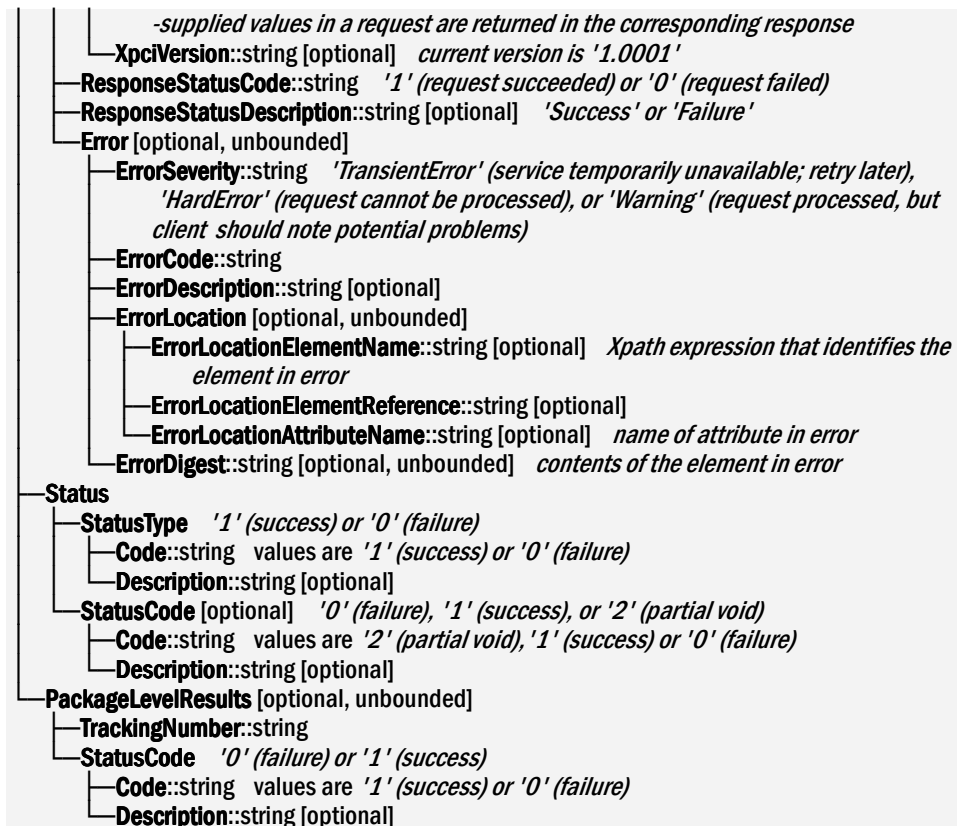 -supplied values in a request are returned in the corresponding response
XpciVersion::string [optional] current version is '1.0001'
ResponseStatusCode::string '1' (request succeeded) or '0' (request failed)
ResponseStatusDescription::string [optional] 'Success' or 'Failure'
Error [optional, unbounded]
ErrorSeverity::string 'TransientError' (service temporarily unavailable; retry later),
'HardError' (request cannot be processed), or 'Warning' (request processed, but
client should note potential problems)
ErrorCode::string
ErrorDescription::string [optional]
ErrorLocation [optional, unbounded]
ErrorLocationElementName::string [optional] Xpath expression that identifies the
element in error
ErrorLocationElementReference::string [optional]
ErrorLocationAttributeName::string [optional] name of attribute in error
ErrorDigest::string [optional, unbounded] contents of the element in error
Status
StatusType '1' (success) or '0' (failure)
Code::string values are '1' (success) or '0' (failure)
Description::string [optional]
StatusCode [optional] '0' (failure), '1' (success), or '2' (partial void)
Code::string values are '2' (partial void), '1' (success) or '0' (failure)
Description::string [optional]
PackageLevelResults [optional, unbounded]
TrackingNumber::string
StatusCode '0' (failure) or '1' (success)
Code::string values are '1' (success) or '0' (failure)
Description::string [optional]